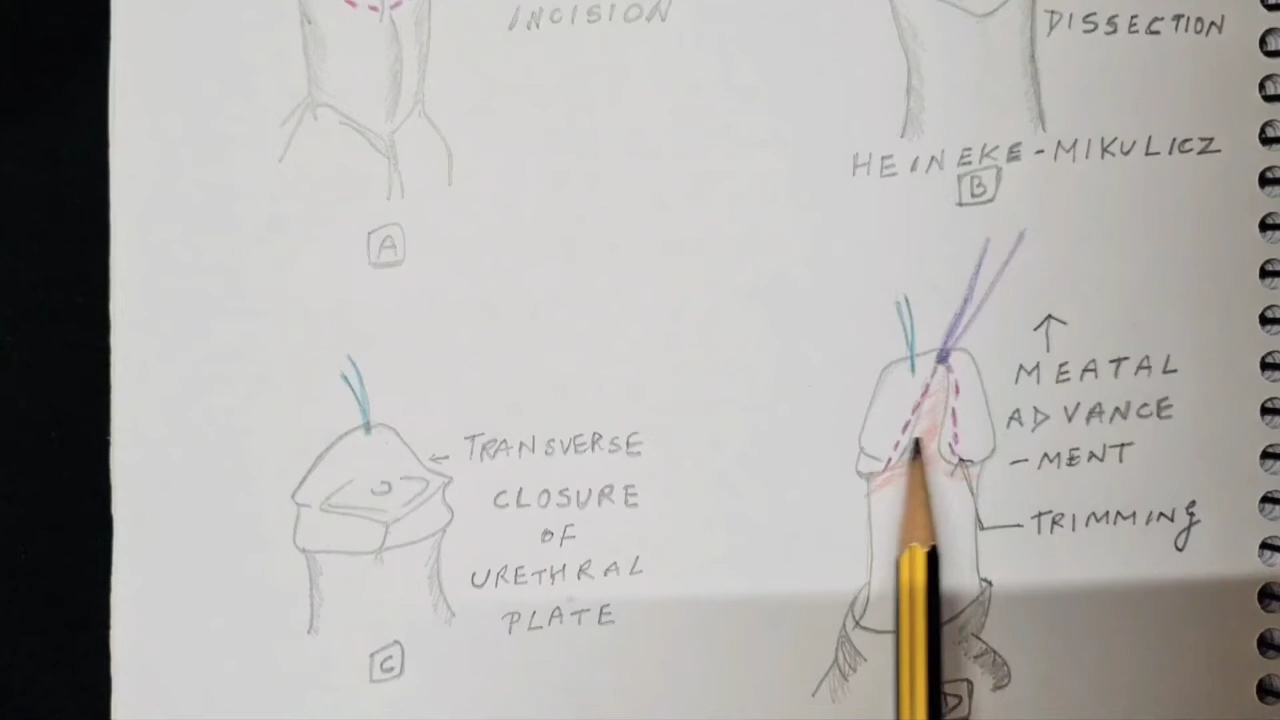 INCISION
DISSECTION
HEINEKE-MIKULICZ
B
A
↑
MEATAL
ADVANCE
-MENT
TRIMMING
← TRANSVERSE
CLOSURE
OF
URETHRAL
PLATE
C
D